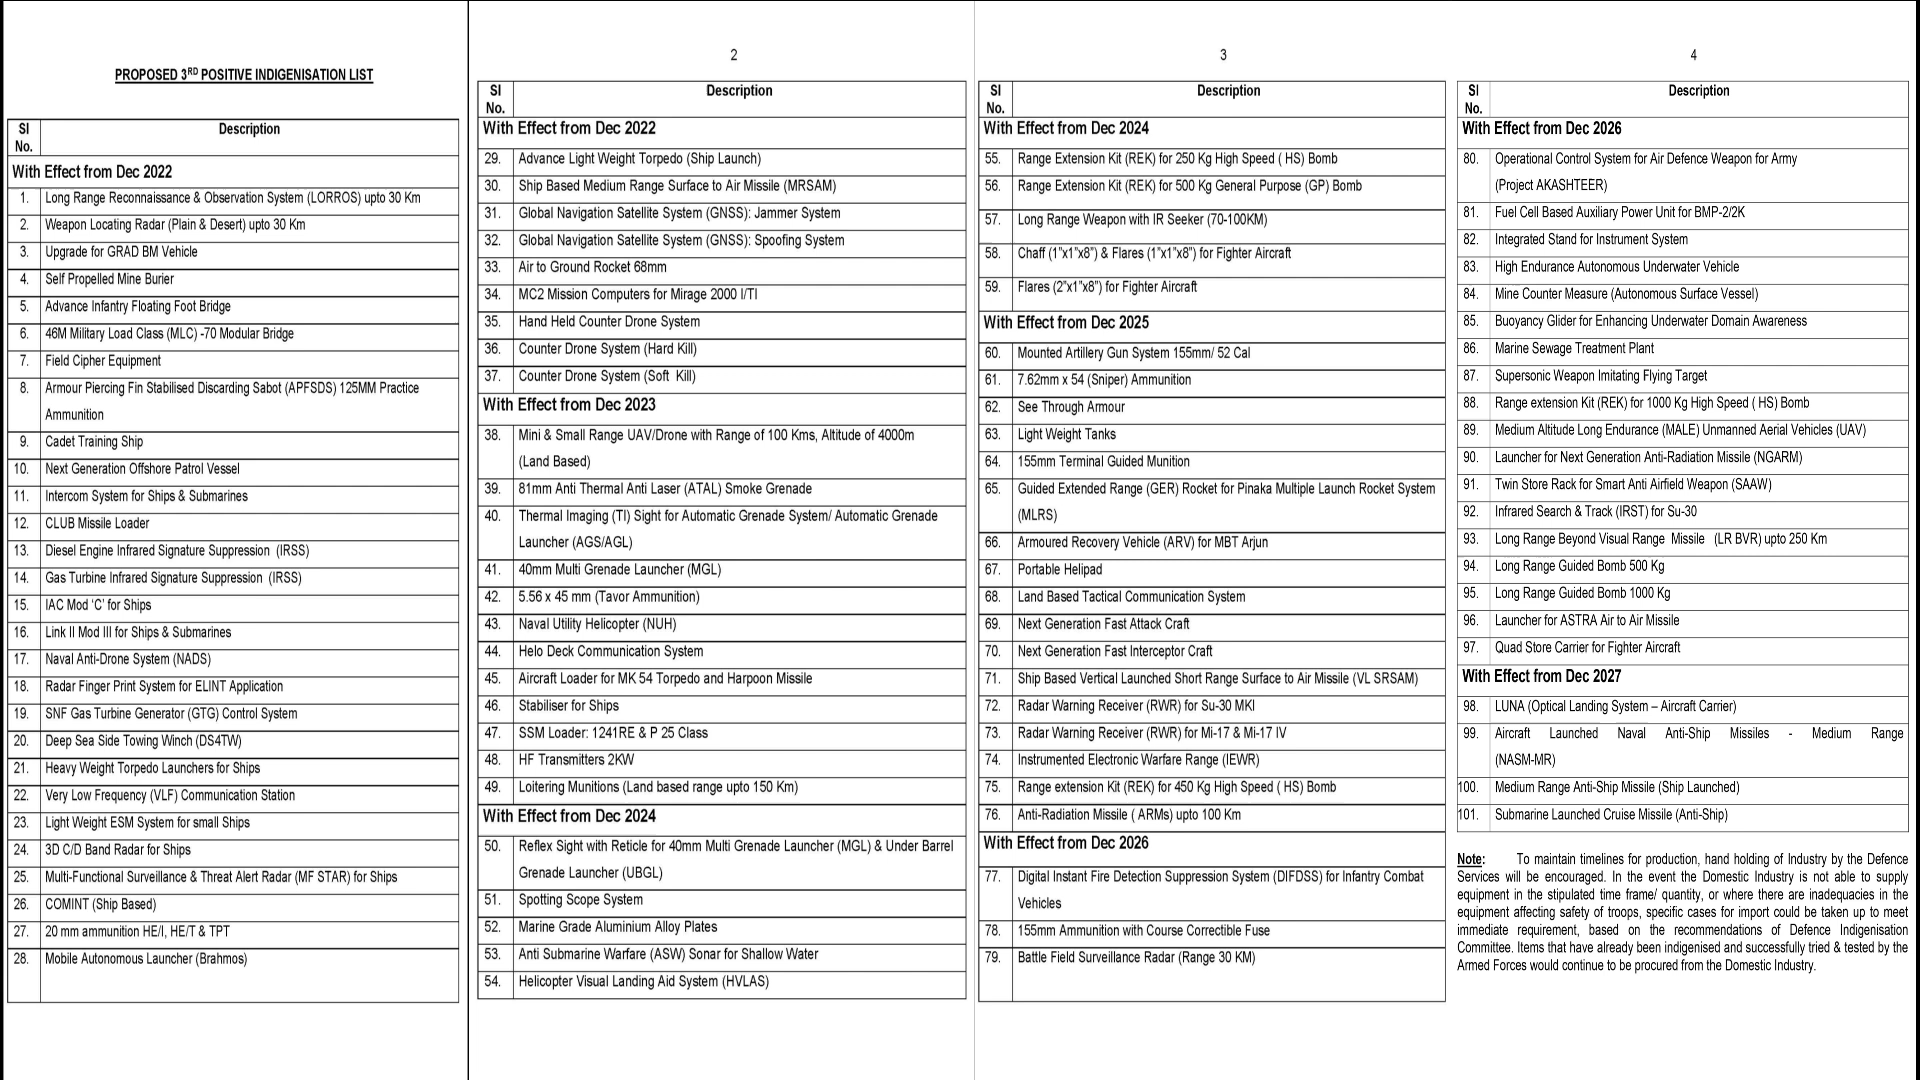 PROPOSED 3RD POSITIVE INDIGENISATION LIST
Sl No. Description
With Effect from Dec 2022
1. Long Range Reconnaissance & Observation System (LORROS) upto 30 Km
2. Weapon Locating Radar (Plain & Desert) upto 30 Km
3. Upgrade for GRAD BM Vehicle
4. Self Propelled Mine Burier
5. Advance Infantry Floating Foot Bridge
6. 46M Military Load Class (MLC) -70 Modular Bridge
7. Field Cipher Equipment
8. Armour Piercing Fin Stabilised Discarding Sabot (APFSDS) 125MM Practice
Ammunition
9. Cadet Training Ship
10. Next Generation Offshore Patrol Vessel
11. Intercom System for Ships & Submarines
12. CLUB Missile Loader
13. Diesel Engine Infrared Signature Suppression (IRSS)
14. Gas Turbine Infrared Signature Suppression (IRSS)
15. IAC Mod ‘C’ for Ships
16. Link II Mod III for Ships & Submarines
17. Naval Anti-Drone System (NADS)
18. Radar Finger Print System for ELINT Application
19. SNF Gas Turbine Generator (GTG) Control System
20. Deep Sea Side Towing Winch (DS4TW)
21. Heavy Weight Torpedo Launchers for Ships
22. Very Low Frequency (VLF) Communication Station
23. Light Weight ESM System for small Ships
24. 3D C/D Band Radar for Ships
25. Multi-Functional Surveillance & Threat Alert Radar (MF STAR) for Ships
26. COMINT (Ship Based)
27. 20 mm ammunition HE/I, HE/T & TPT
28. Mobile Autonomous Launcher (Brahmos)
2
Sl No. Description
With Effect from Dec 2022
29. Advance Light Weight Torpedo (Ship Launch)
30. Ship Based Medium Range Surface to Air Missile (MRSAM)
31. Global Navigation Satellite System (GNSS): Jammer System
32. Global Navigation Satellite System (GNSS): Spoofing System
33. Air to Ground Rocket 68mm
34. MC2 Mission Computers for Mirage 2000 I/TI
35. Hand Held Counter Drone System
36. Counter Drone System (Hard Kill)
37. Counter Drone System (Soft Kill)
With Effect from Dec 2023
38. Mini & Small Range UAV/Drone with Range of 100 Kms, Altitude of 4000m
(Land Based)
39. 81mm Anti Thermal Anti Laser (ATAL) Smoke Grenade
40. Thermal Imaging (TI) Sight for Automatic Grenade System/ Automatic Grenade
Launcher (AGS/AGL)
41. 40mm Multi Grenade Launcher (MGL)
42. 5.56 x 45 mm (Tavor Ammunition)
43. Naval Utility Helicopter (NUH)
44. Helo Deck Communication System
45. Aircraft Loader for MK 54 Torpedo and Harpoon Missile
46. Stabiliser for Ships
47. SSM Loader: 1241RE & P 25 Class
48. HF Transmitters 2KW
49. Loitering Munitions (Land based range upto 150 Km)
With Effect from Dec 2024
50. Reflex Sight with Reticle for 40mm Multi Grenade Launcher (MGL) & Under Barrel
Grenade Launcher (UBGL)
51. Spotting Scope System
52. Marine Grade Aluminium Alloy Plates
53. Anti Submarine Warfare (ASW) Sonar for Shallow Water
54. Helicopter Visual Landing Aid System (HVLAS)
3
Sl No. Description
With Effect from Dec 2024
55. Range Extension Kit (REK) for 250 Kg High Speed ( HS) Bomb
56. Range Extension Kit (REK) for 500 Kg General Purpose (GP) Bomb
57. Long Range Weapon with IR Seeker (70-100KM)
58. Chaff (1”x1”x8”) & Flares (1”x1”x8”) for Fighter Aircraft
59. Flares (2”x1”x8”) for Fighter Aircraft
With Effect from Dec 2025
60. Mounted Artillery Gun System 155mm/ 52 Cal
61. 7.62mm x 54 (Sniper) Ammunition
62. See Through Armour
63. Light Weight Tanks
64. 155mm Terminal Guided Munition
65. Guided Extended Range (GER) Rocket for Pinaka Multiple Launch Rocket System
(MLRS)
66. Armoured Recovery Vehicle (ARV) for MBT Arjun
67. Portable Helipad
68. Land Based Tactical Communication System
69. Next Generation Fast Attack Craft
70. Next Generation Fast Interceptor Craft
71. Ship Based Vertical Launched Short Range Surface to Air Missile (VL SRSAM)
72. Radar Warning Receiver (RWR) for Su-30 MKI
73. Radar Warning Receiver (RWR) for Mi-17 & Mi-17 IV
74. Instrumented Electronic Warfare Range (IEWR)
75. Range extension Kit (REK) for 450 Kg High Speed ( HS) Bomb
76. Anti-Radiation Missile ( ARMs) upto 100 Km
With Effect from Dec 2026
77. Digital Instant Fire Detection Suppression System (DIFDSS) for Infantry Combat
Vehicles
78. 155mm Ammunition with Course Correctible Fuse
79. Battle Field Surveillance Radar (Range 30 KM)
4
Sl No. Description
With Effect from Dec 2026
80. Operational Control System for Air Defence Weapon for Army
(Project AKASHTEER)
81. Fuel Cell Based Auxiliary Power Unit for BMP-2/2K
82. Integrated Stand for Instrument System
83. High Endurance Autonomous Underwater Vehicle
84. Mine Counter Measure (Autonomous Surface Vessel)
85. Buoyancy Glider for Enhancing Underwater Domain Awareness
86. Marine Sewage Treatment Plant
87. Supersonic Weapon Imitating Flying Target
88. Range extension Kit (REK) for 1000 Kg High Speed ( HS) Bomb
89. Medium Altitude Long Endurance (MALE) Unmanned Aerial Vehicles (UAV)
90. Launcher for Next Generation Anti-Radiation Missile (NGARM)
91. Twin Store Rack for Smart Anti Airfield Weapon (SAAW)
92. Infrared Search & Track (IRST) for Su-30
93. Long Range Beyond Visual Range Missile (LR BVR) upto 250 Km
94. Long Range Guided Bomb 500 Kg
95. Long Range Guided Bomb 1000 Kg
96. Launcher for ASTRA Air to Air Missile
97. Quad Store Carrier for Fighter Aircraft
With Effect from Dec 2027
98. LUNA (Optical Landing System – Aircraft Carrier)
99. Aircraft Launched Naval Anti-Ship Missiles - Medium Range
(NASM-MR)
100. Medium Range Anti-Ship Missile (Ship Launched)
101. Submarine Launched Cruise Missile (Anti-Ship)
Note: To maintain timelines for production, hand holding of Industry by the Defence
Services will be encouraged. In the event the Domestic Industry is not able to supply
equipment in the stipulated time frame/ quantity, or where there are inadequacies in the
equipment affecting safety of troops, specific cases for import could be taken up to meet
immediate requirement, based on the recommendations of Defence Indigenisation
Committee. Items that have already been indigenised and successfully tried & tested by the
Armed Forces would continue to be procured from the Domestic Industry.